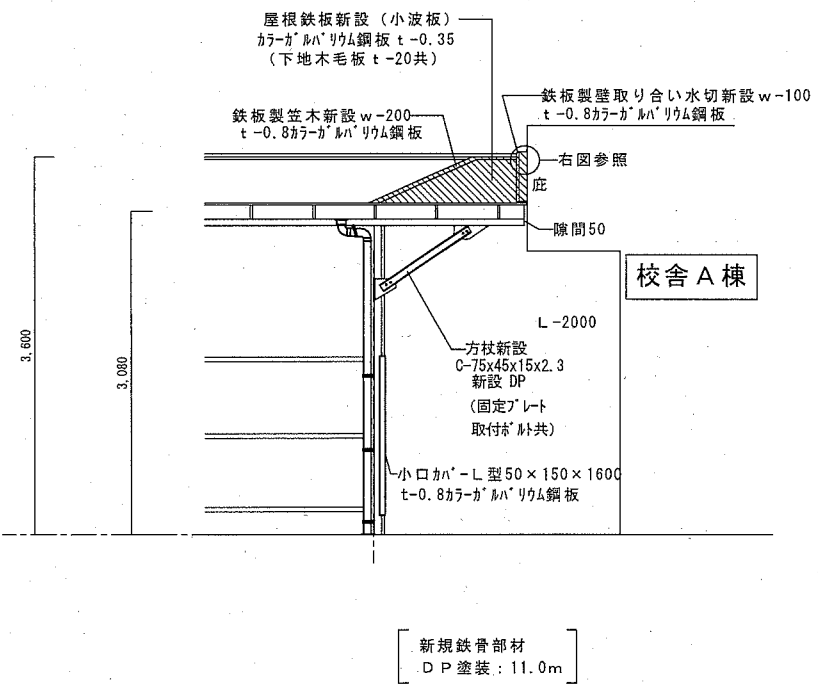 屋根鉄板新設（小波板）
カラーガルバリウム鋼板 t-0.35
（下地木毛板 t-20共）
鉄板製壁取り合い水切新設 w-100
t-0.8カラーガルバリウム鋼板
鉄板製笠木新設 w-200
t-0.8カラーガルバリウム鋼板
右図参照
庇
隙間50
校舎A棟
L-2000
3,600
3,080
方杖新設
C-75x45x15x2.3
新設 DP
（固定プレート
取付ボルト共）
小口カバーL型50×150×1600
t-0.8カラーガルバリウム鋼板
新規鉄骨部材
DP塗装：11.0m